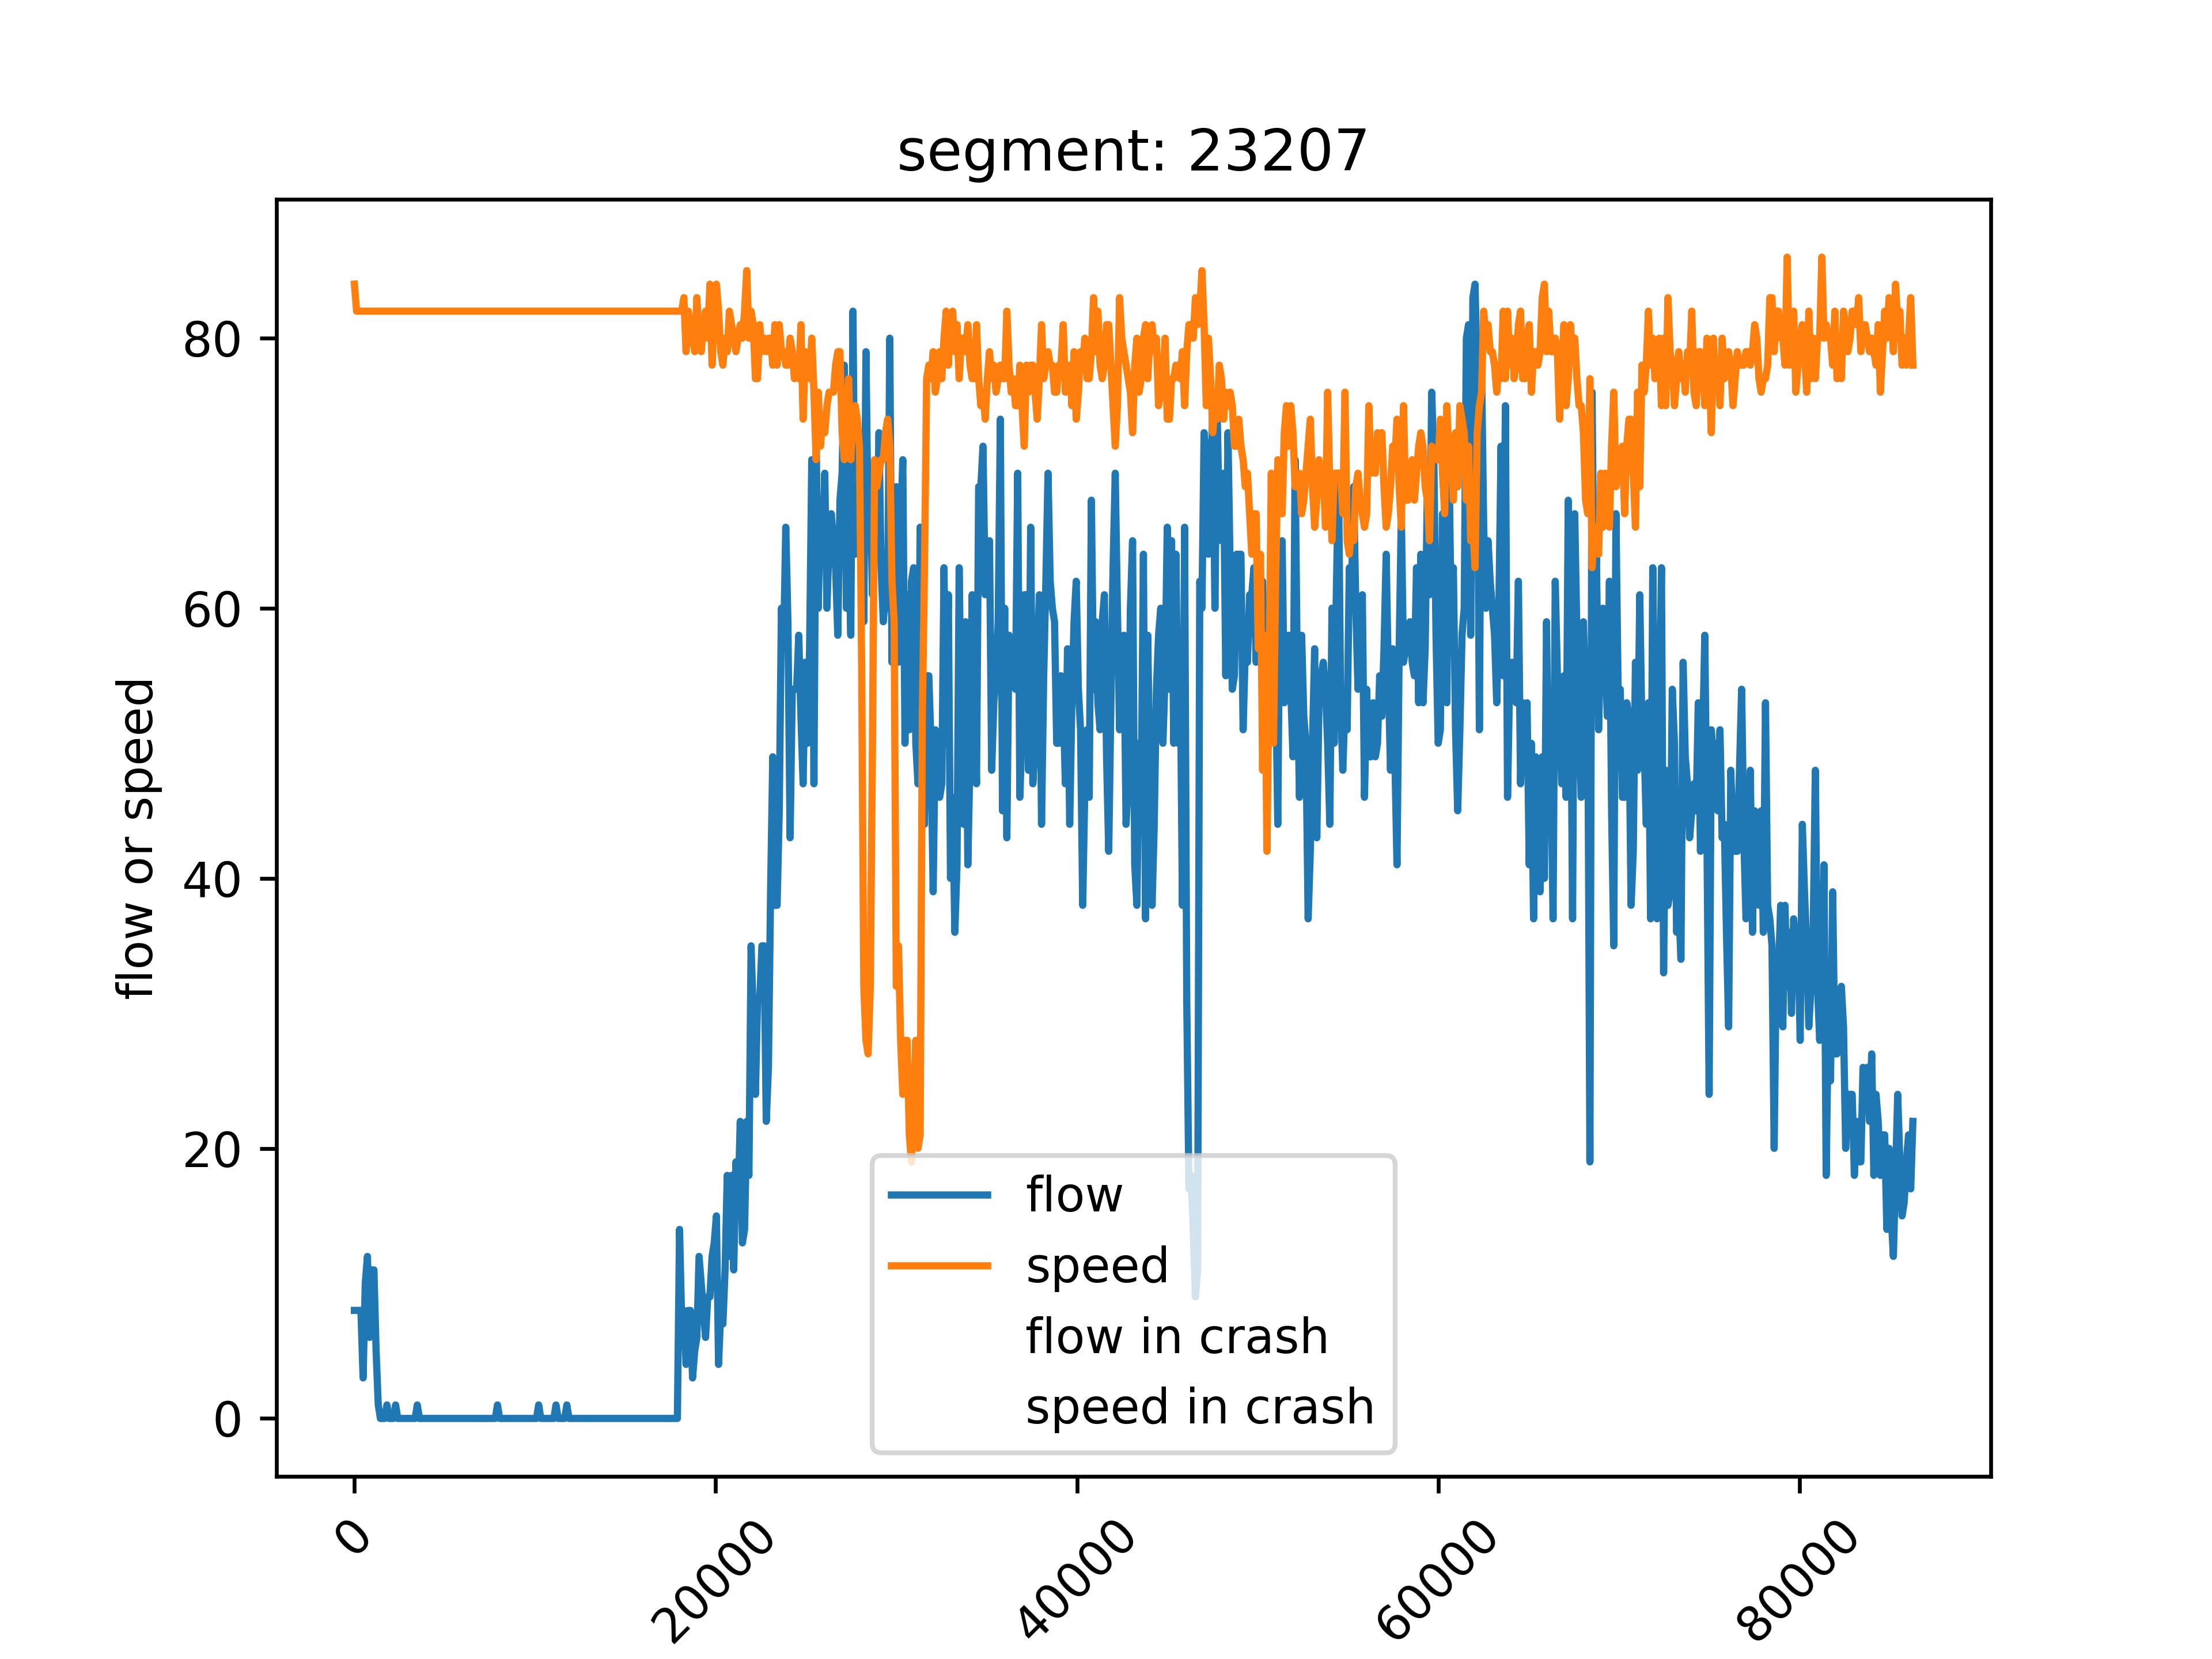 segment: 23207
flow or speed
80
60
40
20
0
flow
speed
flow in crash
speed in crash
0
20000
40000
60000
80000